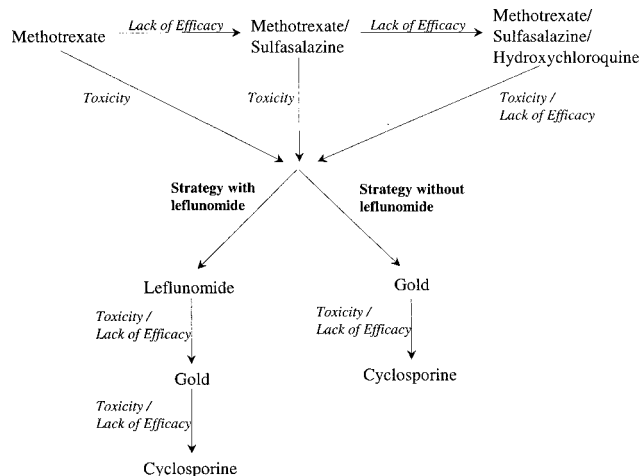 Methotrexate
Lack of Efficacy
Methotrexate/
Sulfasalazine
Lack of Efficacy
Methotrexate/
Sulfasalazine/
Hydroxychloroquine
Toxicity
Toxicity
Toxicity /
Lack of Efficacy
Strategy with
leflunomide
Strategy without
leflunomide
Leflunomide
Gold
Toxicity /
Lack of Efficacy
Toxicity /
Lack of Efficacy
Gold
Cyclosporine
Toxicity /
Lack of Efficacy
Cyclosporine